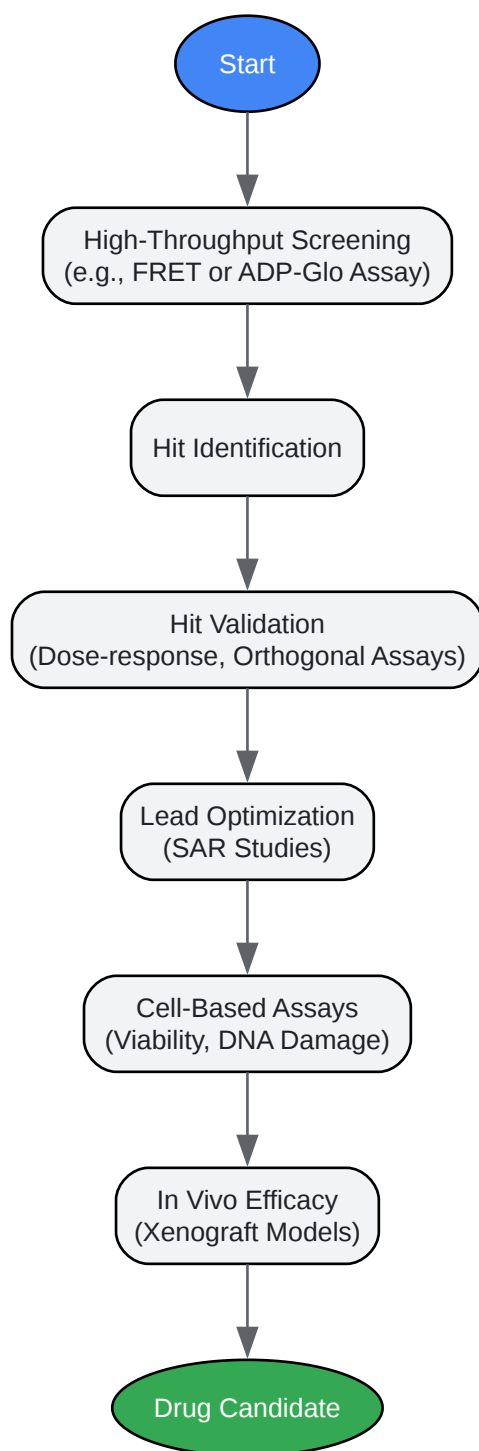 Start
High-Throughput Screening
(e.g., FRET or ADP-Glo Assay)
Hit Identification
Hit Validation
(Dose-response, Orthogonal Assays)
Lead Optimization
(SAR Studies)
Cell-Based Assays
(Viability, DNA Damage)
In Vivo Efficacy
(Xenograft Models)
Drug Candidate